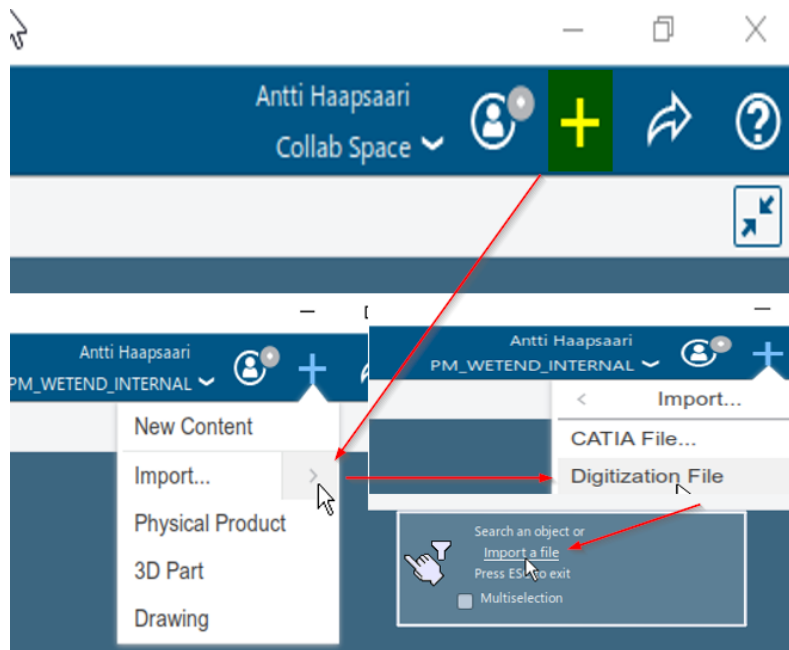 Antti Haapsaari
Collab Space
Antti Haapsaari
PM_WETEND_INTERNAL
New Content
Import...
Physical Product
3D Part
Drawing
Antti Haapsaari
PM_WETEND_INTERNAL
Import...
CATIA File...
Digitization File
Search an object or
Import a file
Press ESC to exit
Multiselection